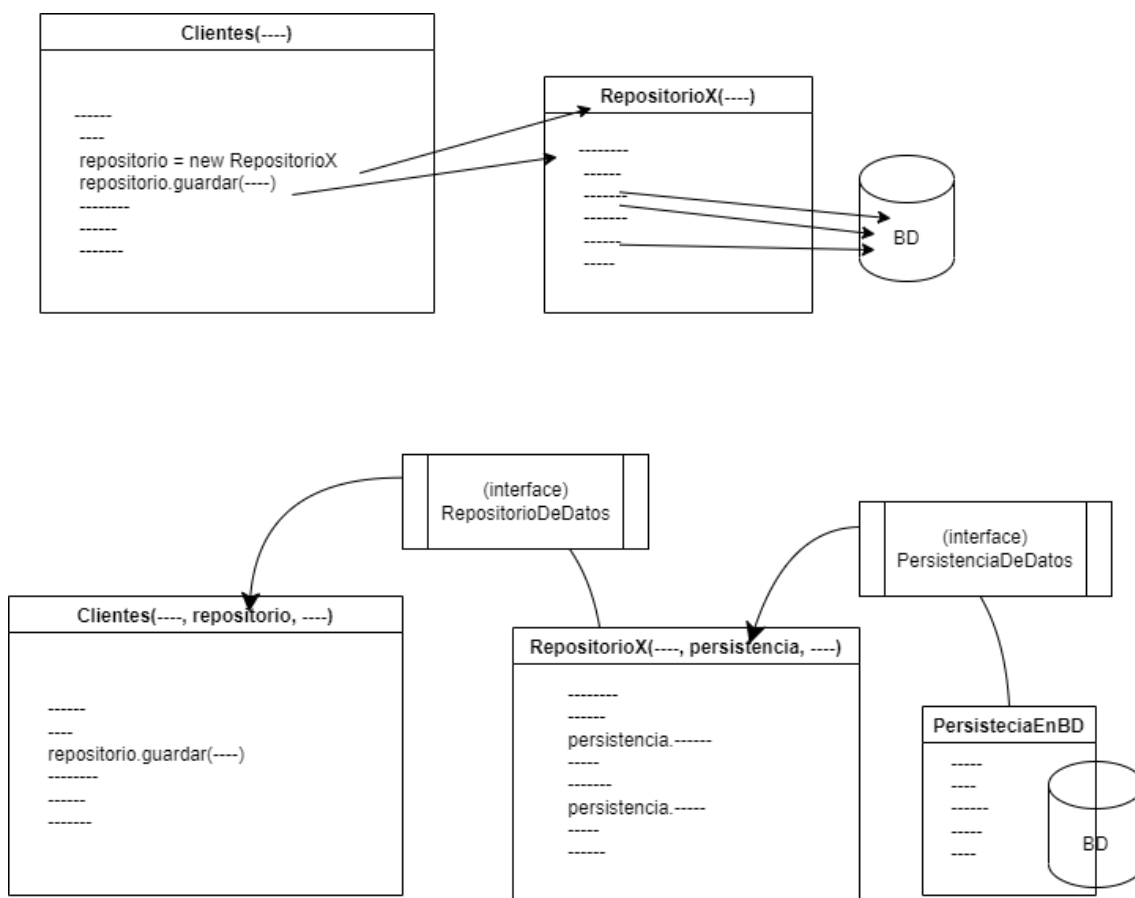 Clientes(----)
------
----
repositorio = new RepositorioX
repositorio.guardar(----)
--------
------
-------
RepositorioX(----)
--------
------
--------
-------
------
-----
BD
(interface)
RepositorioDeDatos
(interface)
PersistenciaDeDatos
Clientes(----, repositorio, ----)
------
----
repositorio.guardar(----)
--------
------
-------
RepositorioX(----, persistencia, ----)
--------
------
persistencia.------
-----
-------
persistencia.-----
-----
------
PersisteciaEnBD
-----
----
------
-----
----
BD